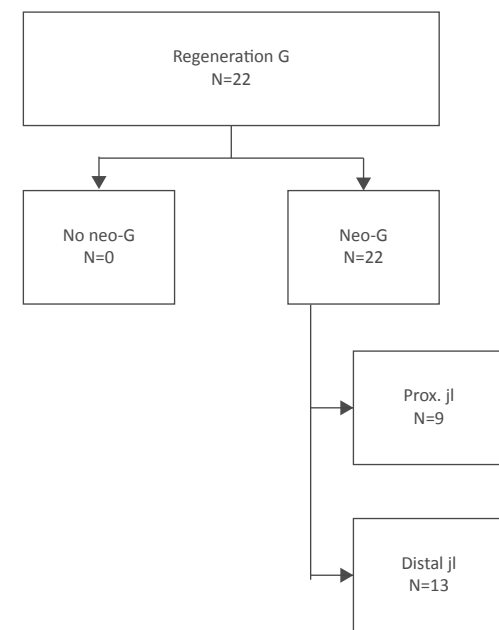 Regeneration G
N=22
No neo-G
N=0
Neo-G
N=22
Prox. jl
N=9
Distal jl
N=13